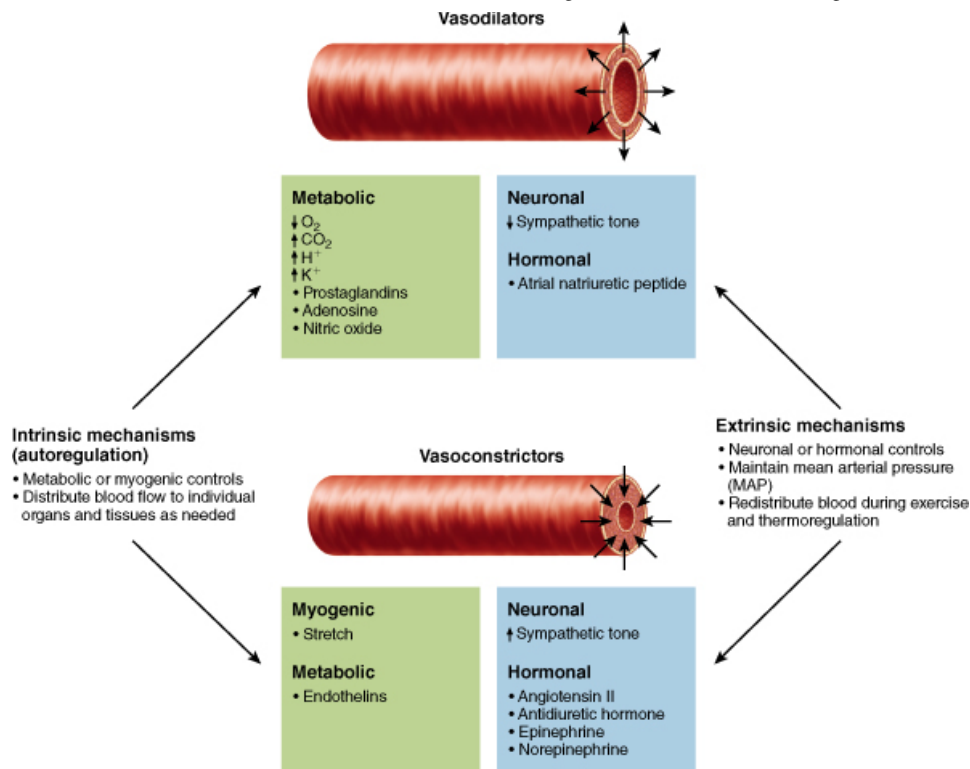 Vasodilators
Metabolic
↓O₂
↑CO₂
↑H⁺
↑K⁺
• Prostaglandins
• Adenosine
• Nitric oxide
Neuronal
↓Sympathetic tone
Hormonal
• Atrial natriuretic peptide
Intrinsic mechanisms
(autoregulation)
• Metabolic or myogenic controls
• Distribute blood flow to individual
organs and tissues as needed
Extrinsic mechanisms
• Neuronal or hormonal controls
• Maintain mean arterial pressure
(MAP)
• Redistribute blood during exercise
and thermoregulation
Vasoconstrictors
Myogenic
• Stretch
Metabolic
• Endothelins
Neuronal
↑Sympathetic tone
Hormonal
• Angiotensin II
• Antidiuretic hormone
• Epinephrine
• Norepinephrine